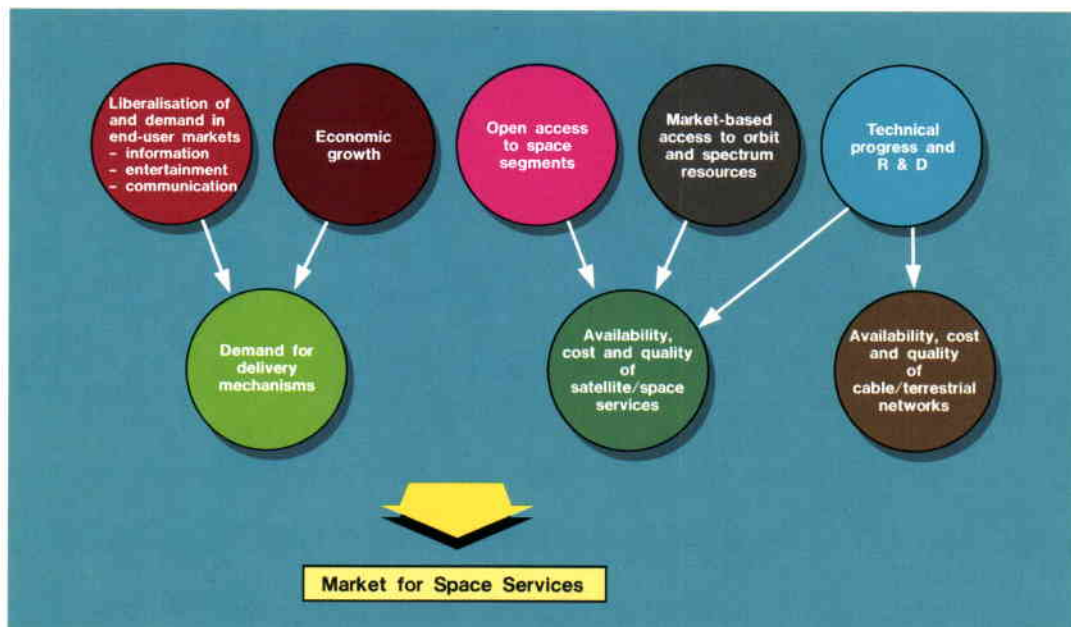 Liberalisation of
and demand in
end-user markets
– information
– entertainment
– communication
Economic
growth
Open access
to space
segments
Market-based
access to orbit
and spectrum
resources
Technical
progress and
R & D
Demand for
delivery
mechanisms
Availability,
cost and quality
of
satellite/space
services
Availability, cost
and quality
of
cable/terrestrial
networks
Market for Space Services